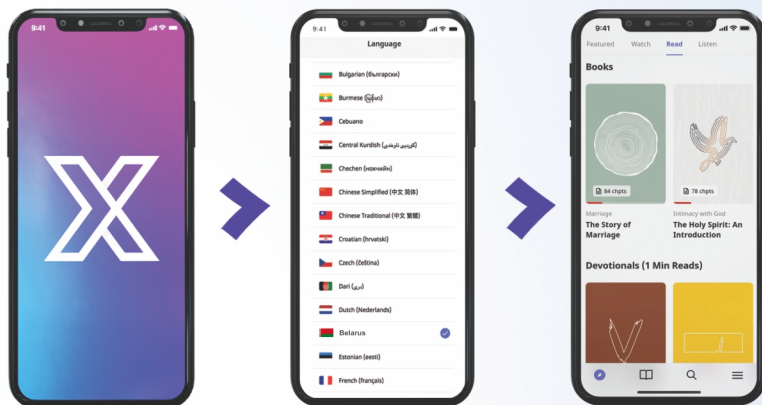 X
9:41
9:41
Language
Bulgarian (български)
Burmese (မြန်မာ)
Cebuano
Central Kurdish (کوردیی ناوەندی)
Chechen (нохчийн)
Chinese Simplified (中文 简体)
Chinese Traditional (中文 繁體)
Croatian (hrvatski)
Czech (čeština)
Dari (دری)
Dutch (Nederlands)
Belarus
Estonian (eesti)
French (français)
9:41
Featured Watch Read Listen
Books
84 chpts
78 chpts
Marriage
Intimacy with God
The Story of
Marriage
The Holy Spirit: An
Introduction
Devotionals (1 Min Reads)